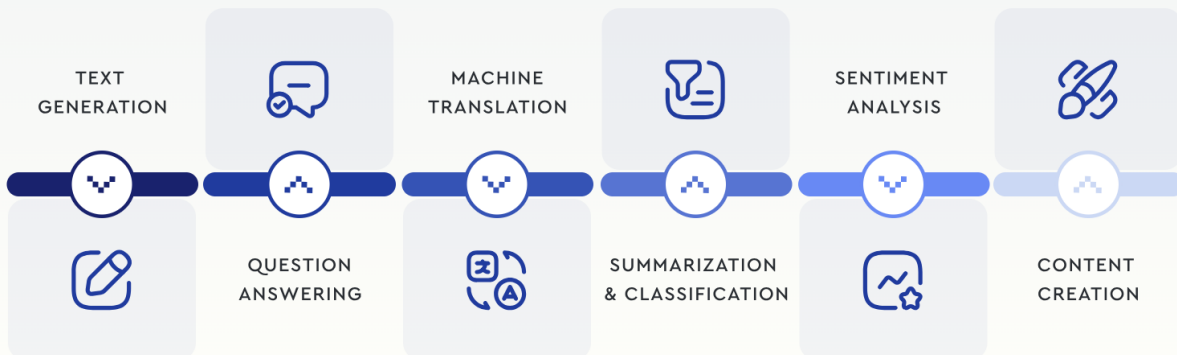 TEXT
GENERATION
QUESTION
ANSWERING
MACHINE
TRANSLATION
SUMMARIZATION
& CLASSIFICATION
SENTIMENT
ANALYSIS
CONTENT
CREATION